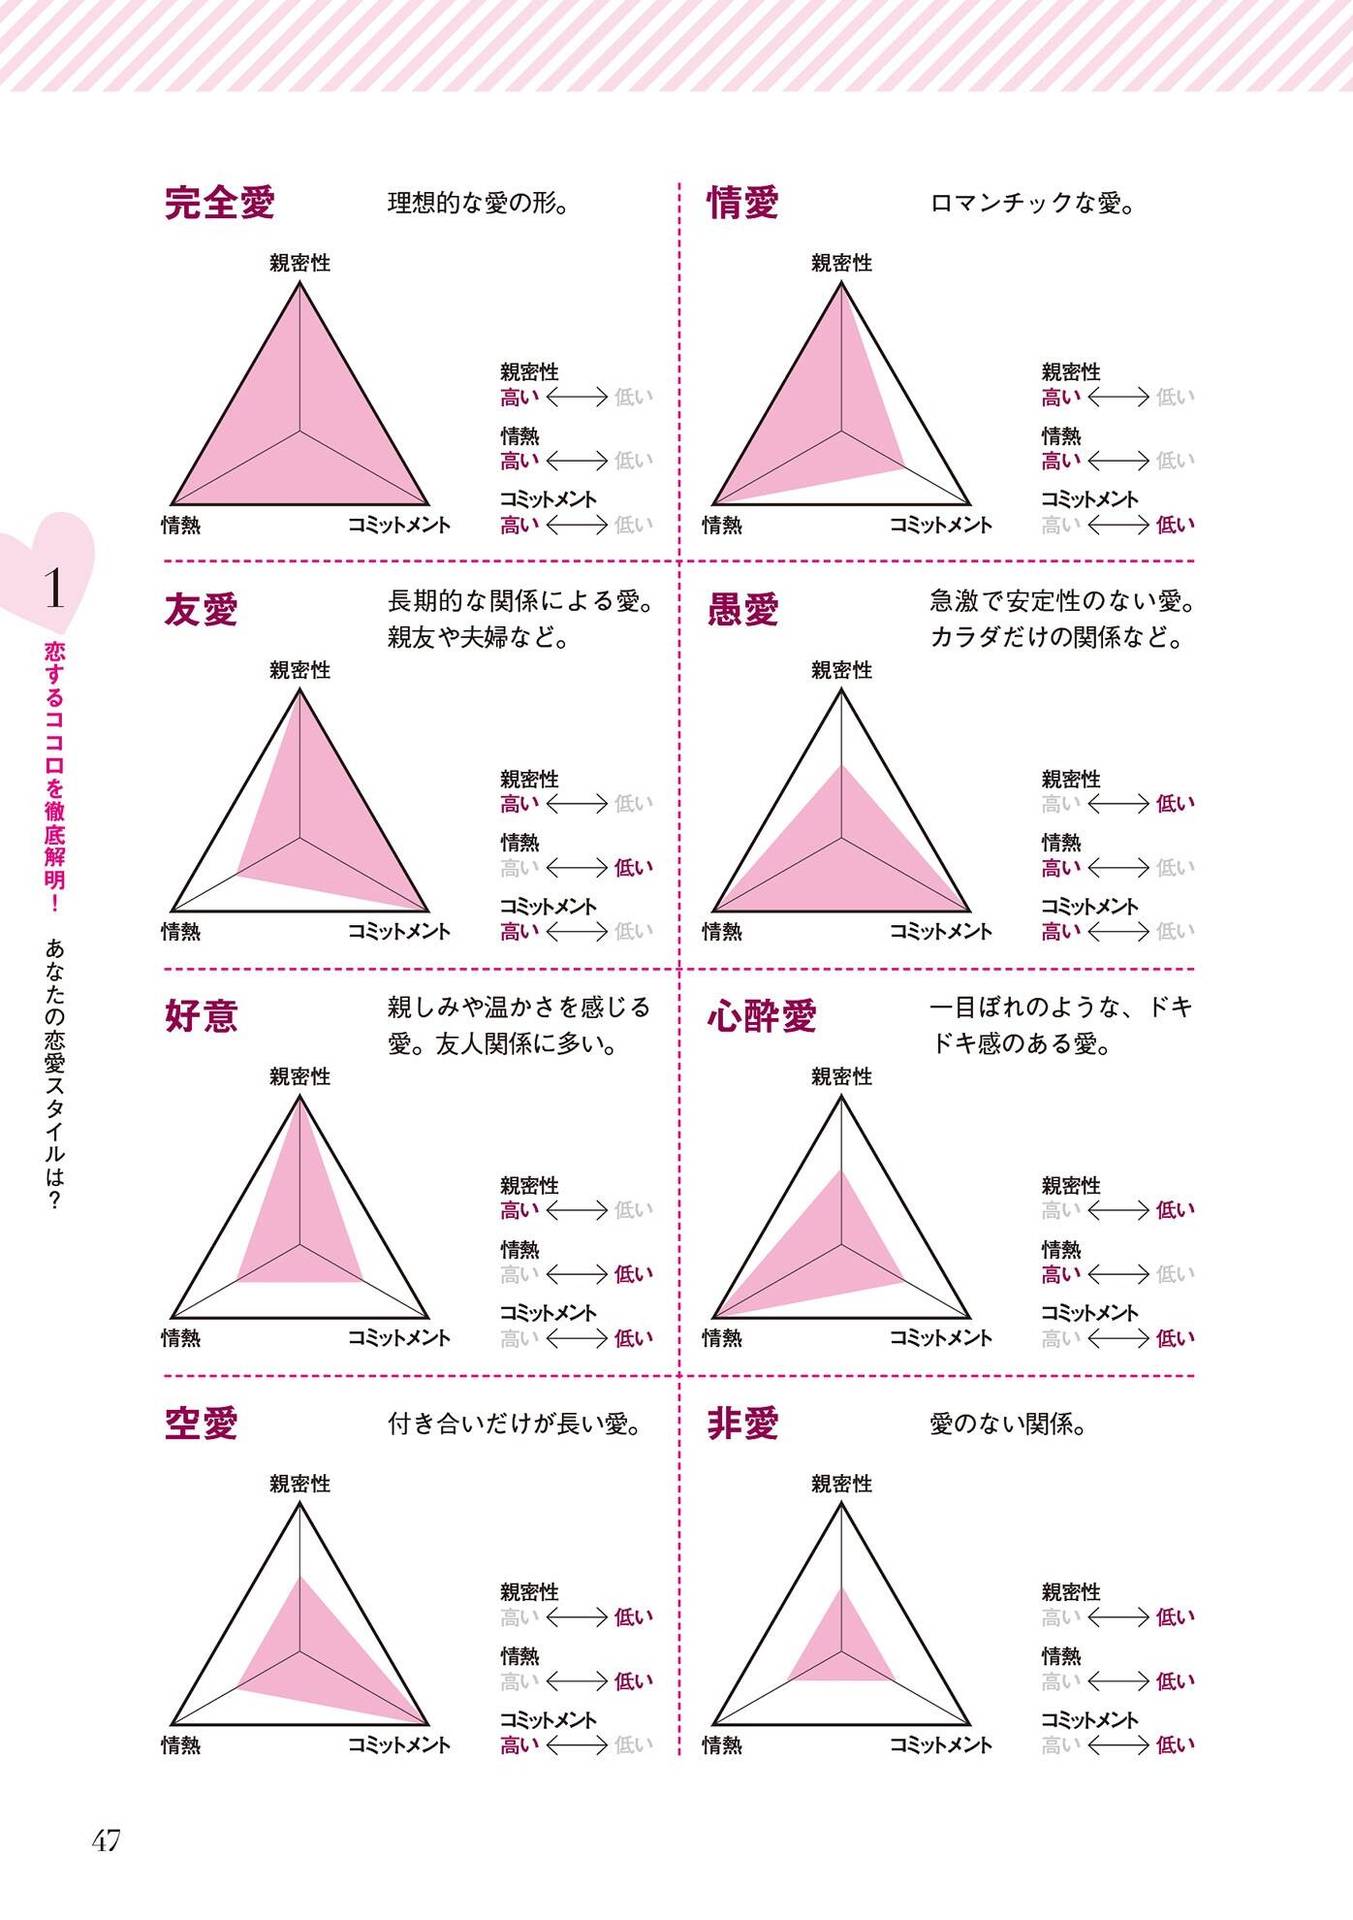 完全愛
理想的な愛の形。
親密性
情熱
コミットメント
親密性
高い 低い
情熱
高い 低い
コミットメント
高い 低い
情愛
ロマンチックな愛。
親密性
情熱
コミットメント
親密性
高い 低い
情熱
高い 低い
コミットメント
高い 低い
友愛
長期的な関係による愛。
親友や夫婦など。
親密性
情熱
コミットメント
親密性
高い 低い
情熱
高い 低い
コミットメント
高い 低い
愚愛
急激で安定性のない愛。
カラダだけの関係など。
親密性
情熱
コミットメント
親密性
高い 低い
情熱
高い 低い
コミットメント
高い 低い
好意
親しみや温かさを感じる
愛。友人関係に多い。
親密性
情熱
コミットメント
親密性
高い 低い
情熱
高い 低い
コミットメント
高い 低い
心酔愛
一目ぼれのような、ドキ
ドキ感のある愛。
親密性
情熱
コミットメント
親密性
高い 低い
情熱
高い 低い
コミットメント
高い 低い
空愛
付き合いだけが長い愛。
親密性
情熱
コミットメント
親密性
高い 低い
情熱
高い 低い
コミットメント
高い 低い
非愛
愛のない関係。
親密性
情熱
コミットメント
親密性
高い 低い
情熱
高い 低い
コミットメント
高い 低い
1
恋するココロを徹底解明! あなたの恋愛スタイルは?
47